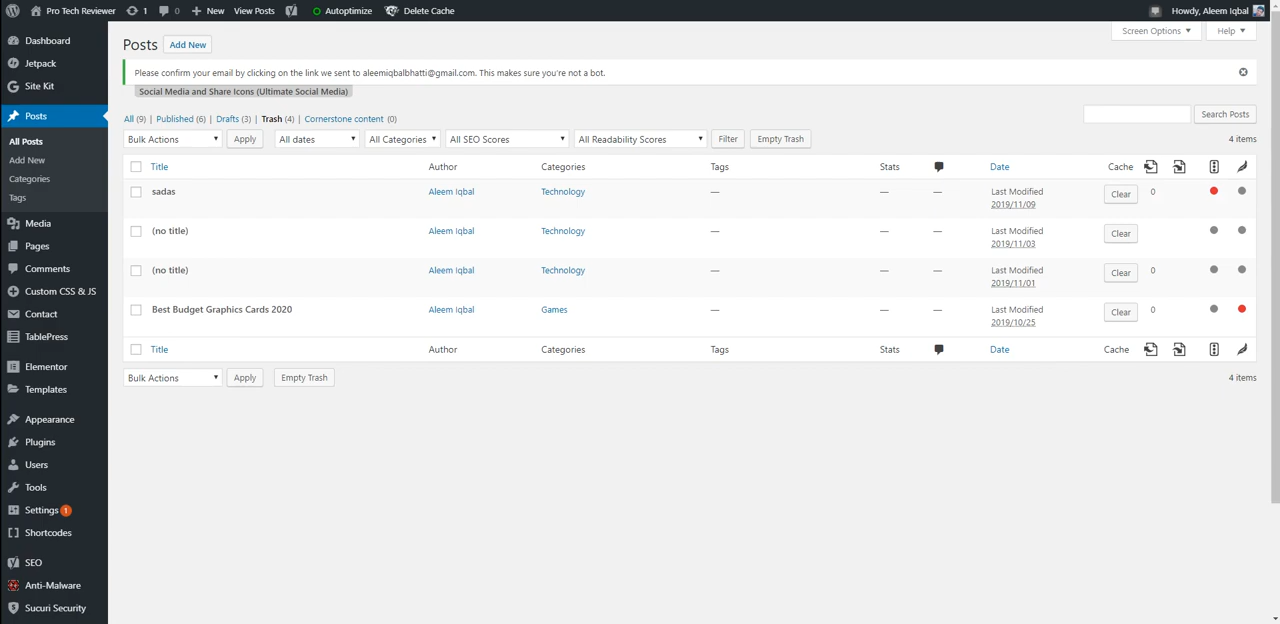 Pro Tech Reviewer 1 0 New View Posts Autoptimize Delete Cache Howdy, Aleem Iqbal
Dashboard
Jetpack
Site Kit
Posts
All Posts
Add New
Categories
Tags
Media
Pages
Comments
Custom CSS & JS
Contact
TablePress
Elementor
Templates
Appearance
Plugins
Users
Tools
Settings 1
Shortcodes
SEO
Anti-Malware
Sucuri Security
Screen Options Help
Posts Add New
Please confirm your email by clicking on the link we sent to aleemiqbalbhatti@gmail.com. This makes sure you're not a bot.
Social Media and Share Icons (Ultimate Social Media)
All (9) | Published (6) | Drafts (3) | Trash (4) | Cornerstone content (0)
Search Posts
Bulk Actions Apply All dates All Categories All SEO Scores All Readability Scores Filter Empty Trash 4 items
Title Author Categories Tags Stats Date Cache
sadas Aleem Iqbal Technology — — — Last Modified Clear 0
2019/11/09
(no title) Aleem Iqbal Technology — — — Last Modified Clear
2019/11/03
(no title) Aleem Iqbal Technology — — — Last Modified Clear 0
2019/11/01
Best Budget Graphics Cards 2020 Aleem Iqbal Games — — — Last Modified Clear 0
2019/10/25
Title Author Categories Tags Stats Date Cache
Bulk Actions Apply Empty Trash 4 items